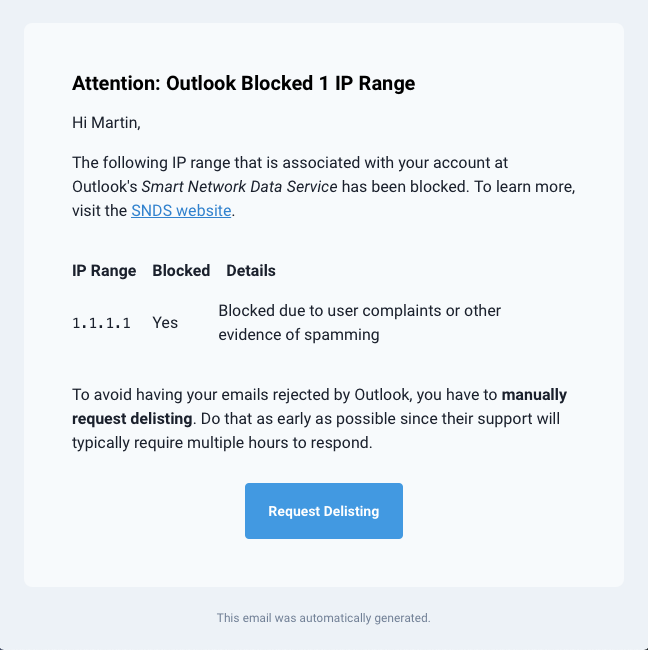 Attention: Outlook Blocked 1 IP Range
Hi Martin,
The following IP range that is associated with your account at
Outlook's Smart Network Data Service has been blocked. To learn more,
visit the SNDS website.
IP Range Blocked Details
1.1.1.1 Yes Blocked due to user complaints or other
evidence of spamming
To avoid having your emails rejected by Outlook, you have to manually
request delisting. Do that as early as possible since their support will
typically require multiple hours to respond.
Request Delisting
This email was automatically generated.